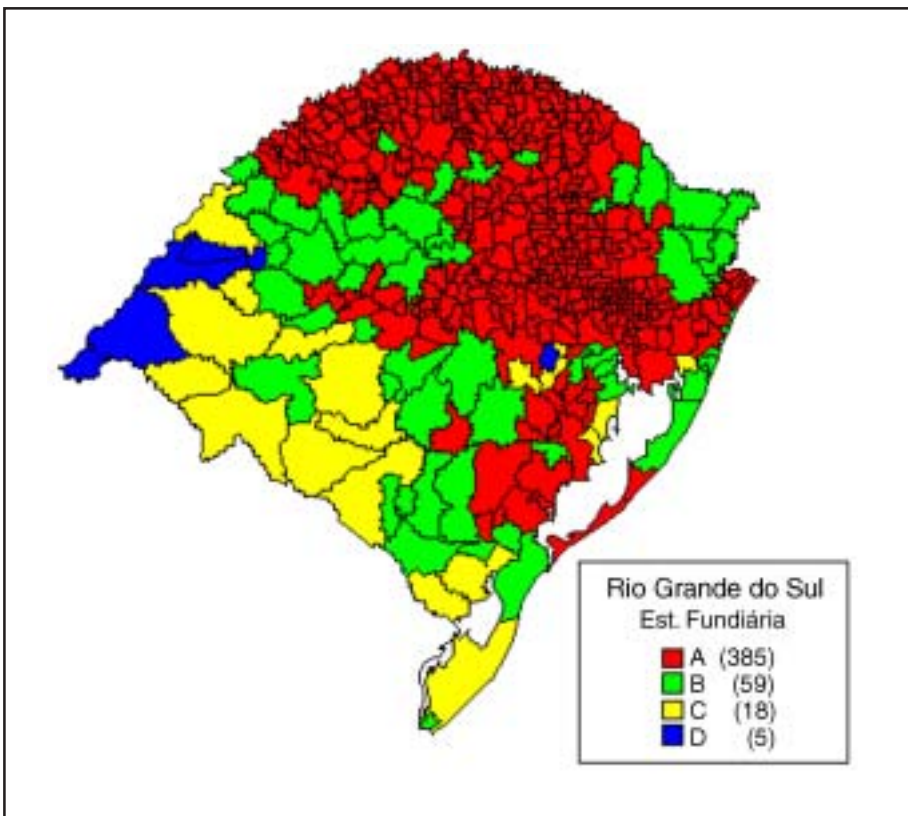 Rio Grande do Sul
Est. Fundiária
A (385)
B (59)
C (18)
D (5)